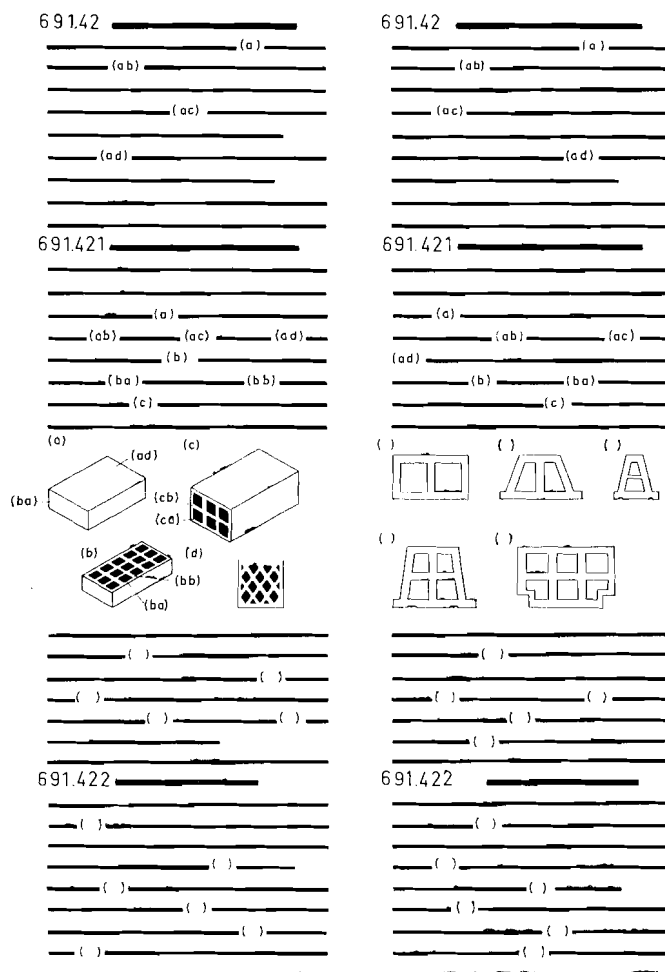 691.42
(a)
(ab)
(ac)
(ad)
691.421
(a)
(ab) (ac) (ad)
(b)
(ba) (bb)
(c)
(a) (c)
(ad)
(ba)
(cb)
(ca)
(b) (d)
(bb)
(ba)
( )
( )
( )
( ) ( )
691.422
( )
( )
( )
( )
( )
( )
691.42
(a)
(ab)
(ac)
(ad)
691.421
(a)
(ab) (ac)
(ad)
(b) (ba)
(c)
( ) ( ) ( )
( ) ( )
( )
( ) ( )
( )
( )
691.422
( )
( )
( )
( )
( )
( )